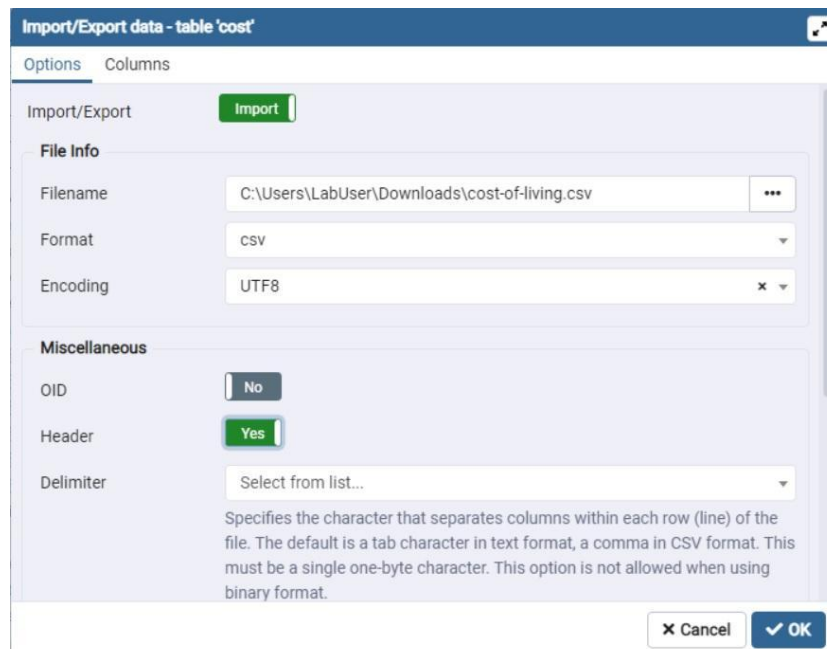 Import/Export data - table 'cost'
Options Columns
Import/Export Import
File Info
Filename C:\Users\LabUser\Downloads\cost-of-living.csv •••
Format csv
Encoding UTF8 ×
Miscellaneous
OID No
Header Yes
Delimiter Select from list...
Specifies the character that separates columns within each row (line) of the
file. The default is a tab character in text format, a comma in CSV format. This
must be a single one-byte character. This option is not allowed when using
binary format.
× Cancel ✓ OK